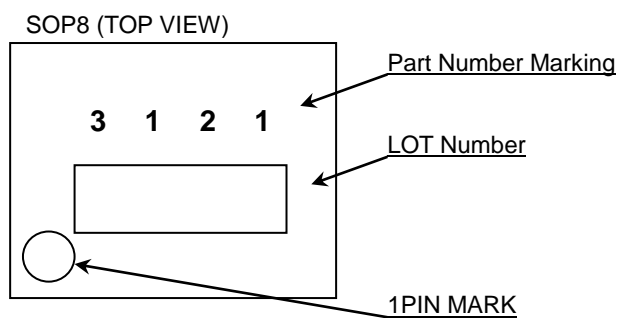 SOP8 (TOP VIEW)
Part Number Marking
3 1 2 1
LOT Number
1PIN MARK